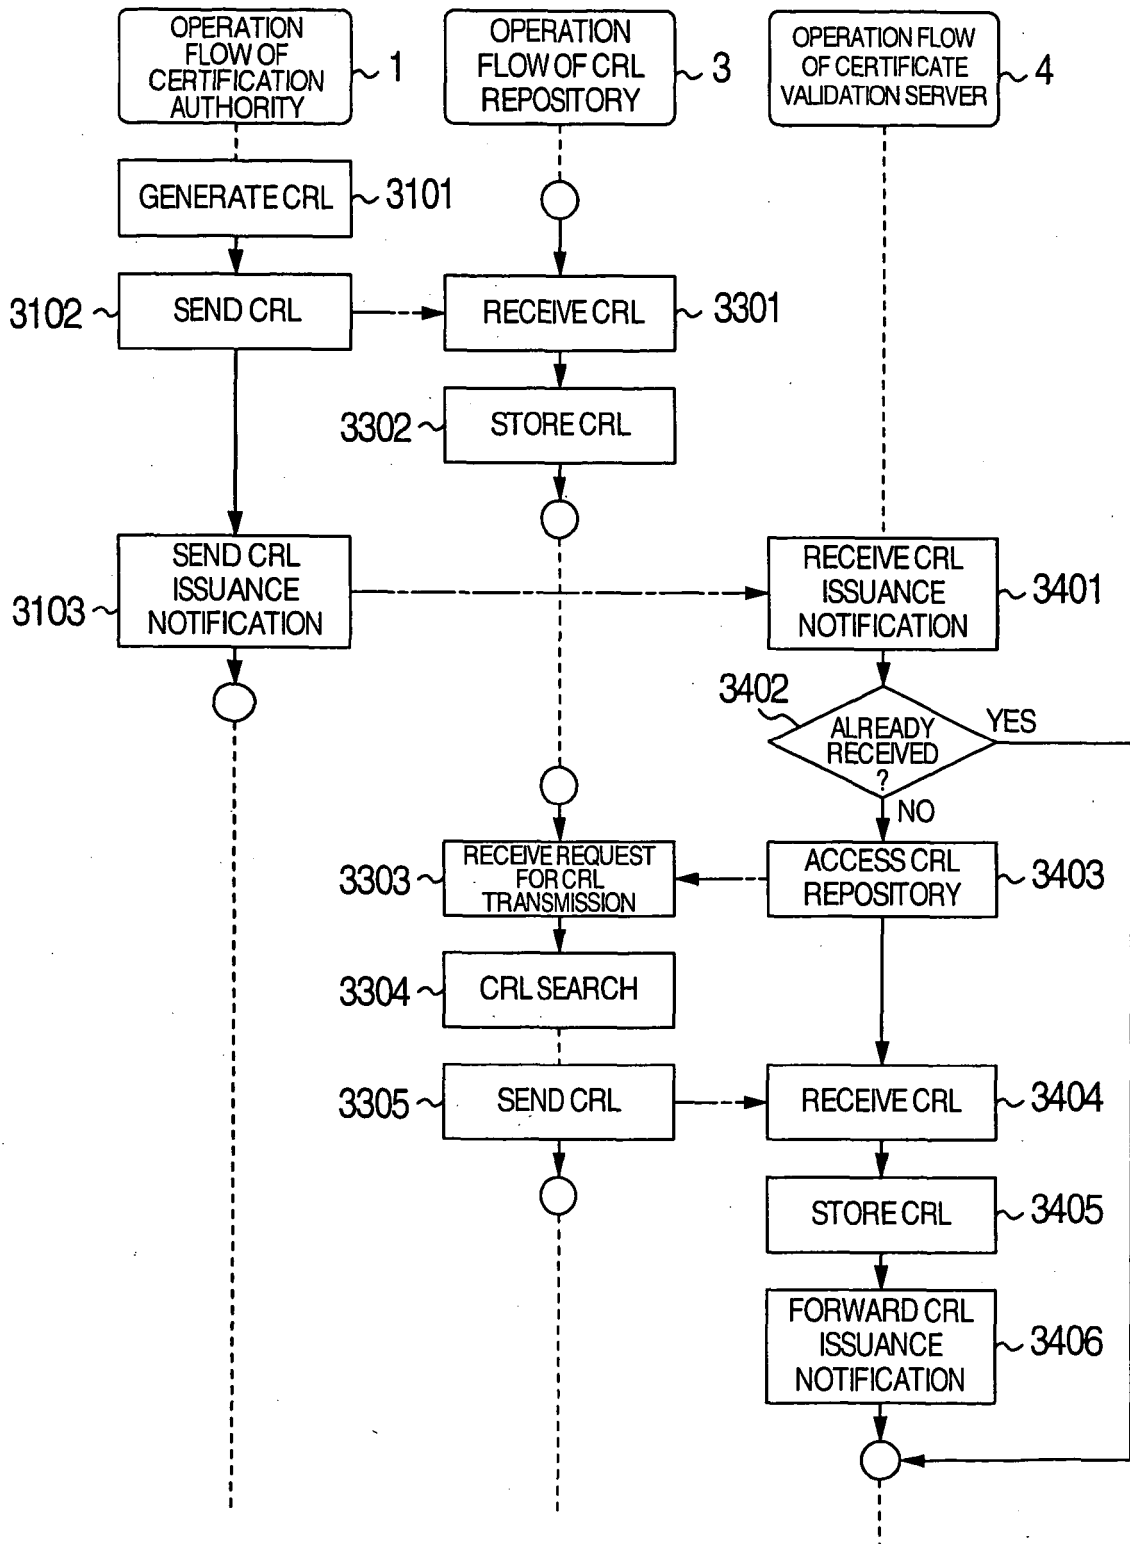 OPERATION
FLOW OF
CERTIFICATION
AUTHORITY
1
OPERATION
FLOW OF CRL
REPOSITORY
3
OPERATION FLOW
OF CERTIFICATE
VALIDATION SERVER
4
GENERATE CRL
3101
3102
SEND CRL
RECEIVE CRL
3301
3302
STORE CRL
3103
SEND CRL
ISSUANCE
NOTIFICATION
RECEIVE CRL
ISSUANCE
NOTIFICATION
3401
3402
ALREADY
RECEIVED
?
YES
NO
3303
RECEIVE REQUEST
FOR CRL
TRANSMISSION
ACCESS CRL
REPOSITORY
3403
3304
CRL SEARCH
3305
SEND CRL
RECEIVE CRL
3404
STORE CRL
3405
FORWARD CRL
ISSUANCE
NOTIFICATION
3406